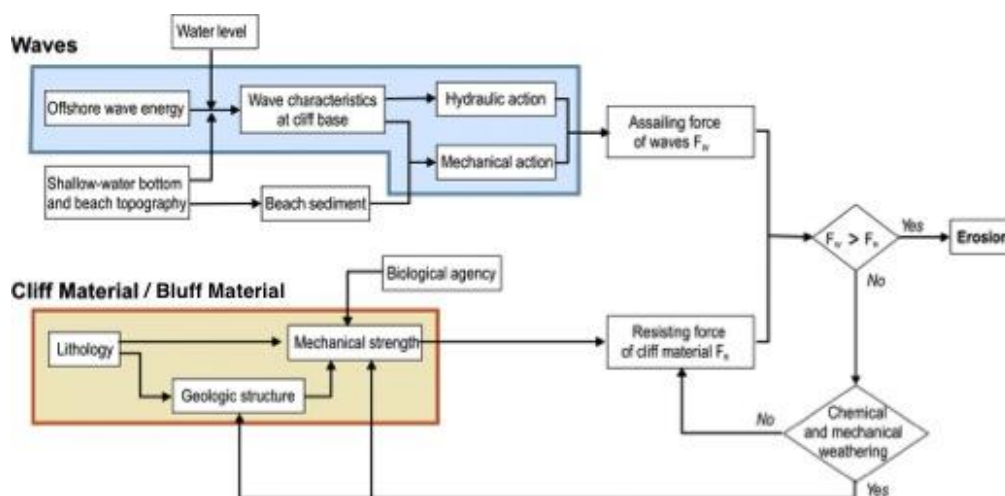 Water level
Waves
Offshore wave energy
Wave characteristics
at cliff base
Hydraulic action
Mechanical action
Assailing force
of waves Fw
Shallow-water bottom
and beach topography
Beach sediment
Fw > FR
Yes
Erosion
No
Biological agency
Cliff Material / Bluff Material
Lithology
Mechanical strength
Geologic structure
Resisting force
of cliff material FR
No
Chemical
and mechanical
weathering
Yes